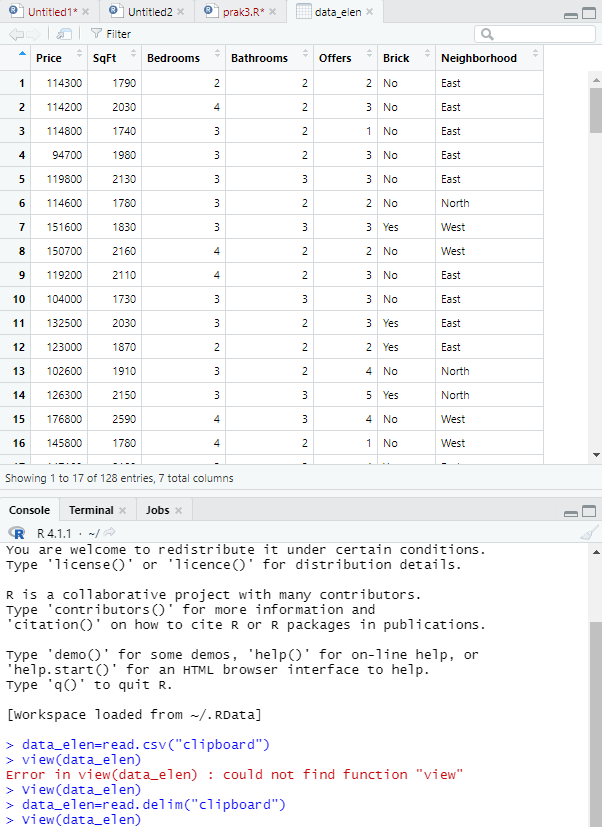 Untitled1* Untitled2 prak3.R* data_elen
Filter
Price SqFt Bedrooms Bathrooms Offers Brick Neighborhood
1 114300 1790 2 2 2 No East
2 114200 2030 4 2 3 No East
3 114800 1740 3 2 1 No East
4 94700 1980 3 2 3 No East
5 119800 2130 3 3 3 No East
6 114600 1780 3 2 2 No North
7 151600 1830 3 3 3 Yes West
8 150700 2160 4 2 2 No West
9 119200 2110 4 2 3 No East
10 104000 1730 3 3 3 No East
11 132500 2030 3 2 3 Yes East
12 123000 1870 2 2 2 Yes East
13 102600 1910 3 2 4 No North
14 126300 2150 3 3 5 Yes North
15 176800 2590 4 3 4 No West
16 145800 1780 4 2 1 No West
Showing 1 to 17 of 128 entries, 7 total columns
Console Terminal Jobs
R 4.1.1 · ~/
You are welcome to redistribute it under certain conditions.
Type 'license()' or 'licence()' for distribution details.
R is a collaborative project with many contributors.
Type 'contributors()' for more information and
'citation()' on how to cite R or R packages in publications.
Type 'demo()' for some demos, 'help()' for on-line help, or
'help.start()' for an HTML browser interface to help.
Type 'q()' to quit R.
[Workspace loaded from ~/.RData]
> data_elen=read.csv("clipboard")
> view(data_elen)
Error in view(data_elen) : could not find function "view"
> View(data_elen)
> data_elen=read.delim("clipboard")
> View(data_elen)